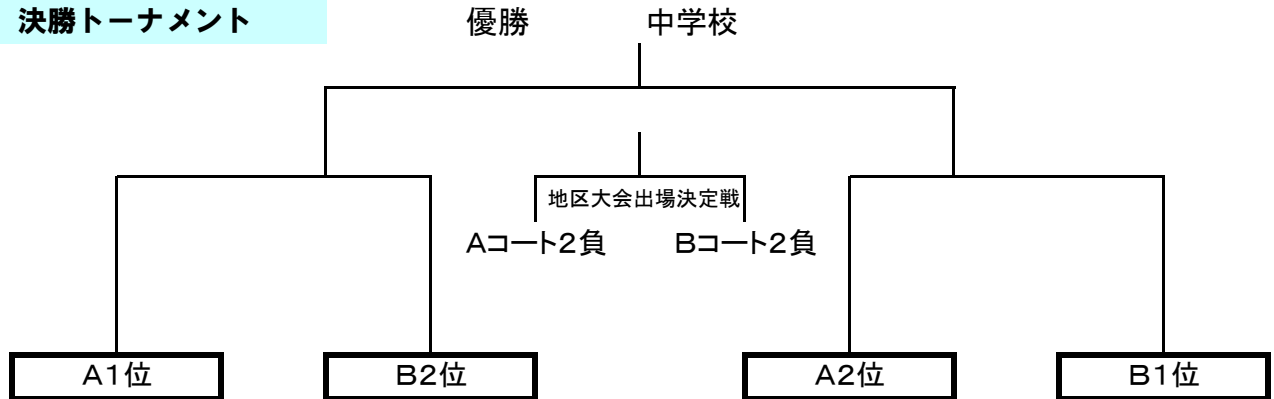 決勝トーナメント 優勝 中学校
地区大会出場決定戦
Aコート2負 Bコート2負
A1位 B2位 A2位 B1位